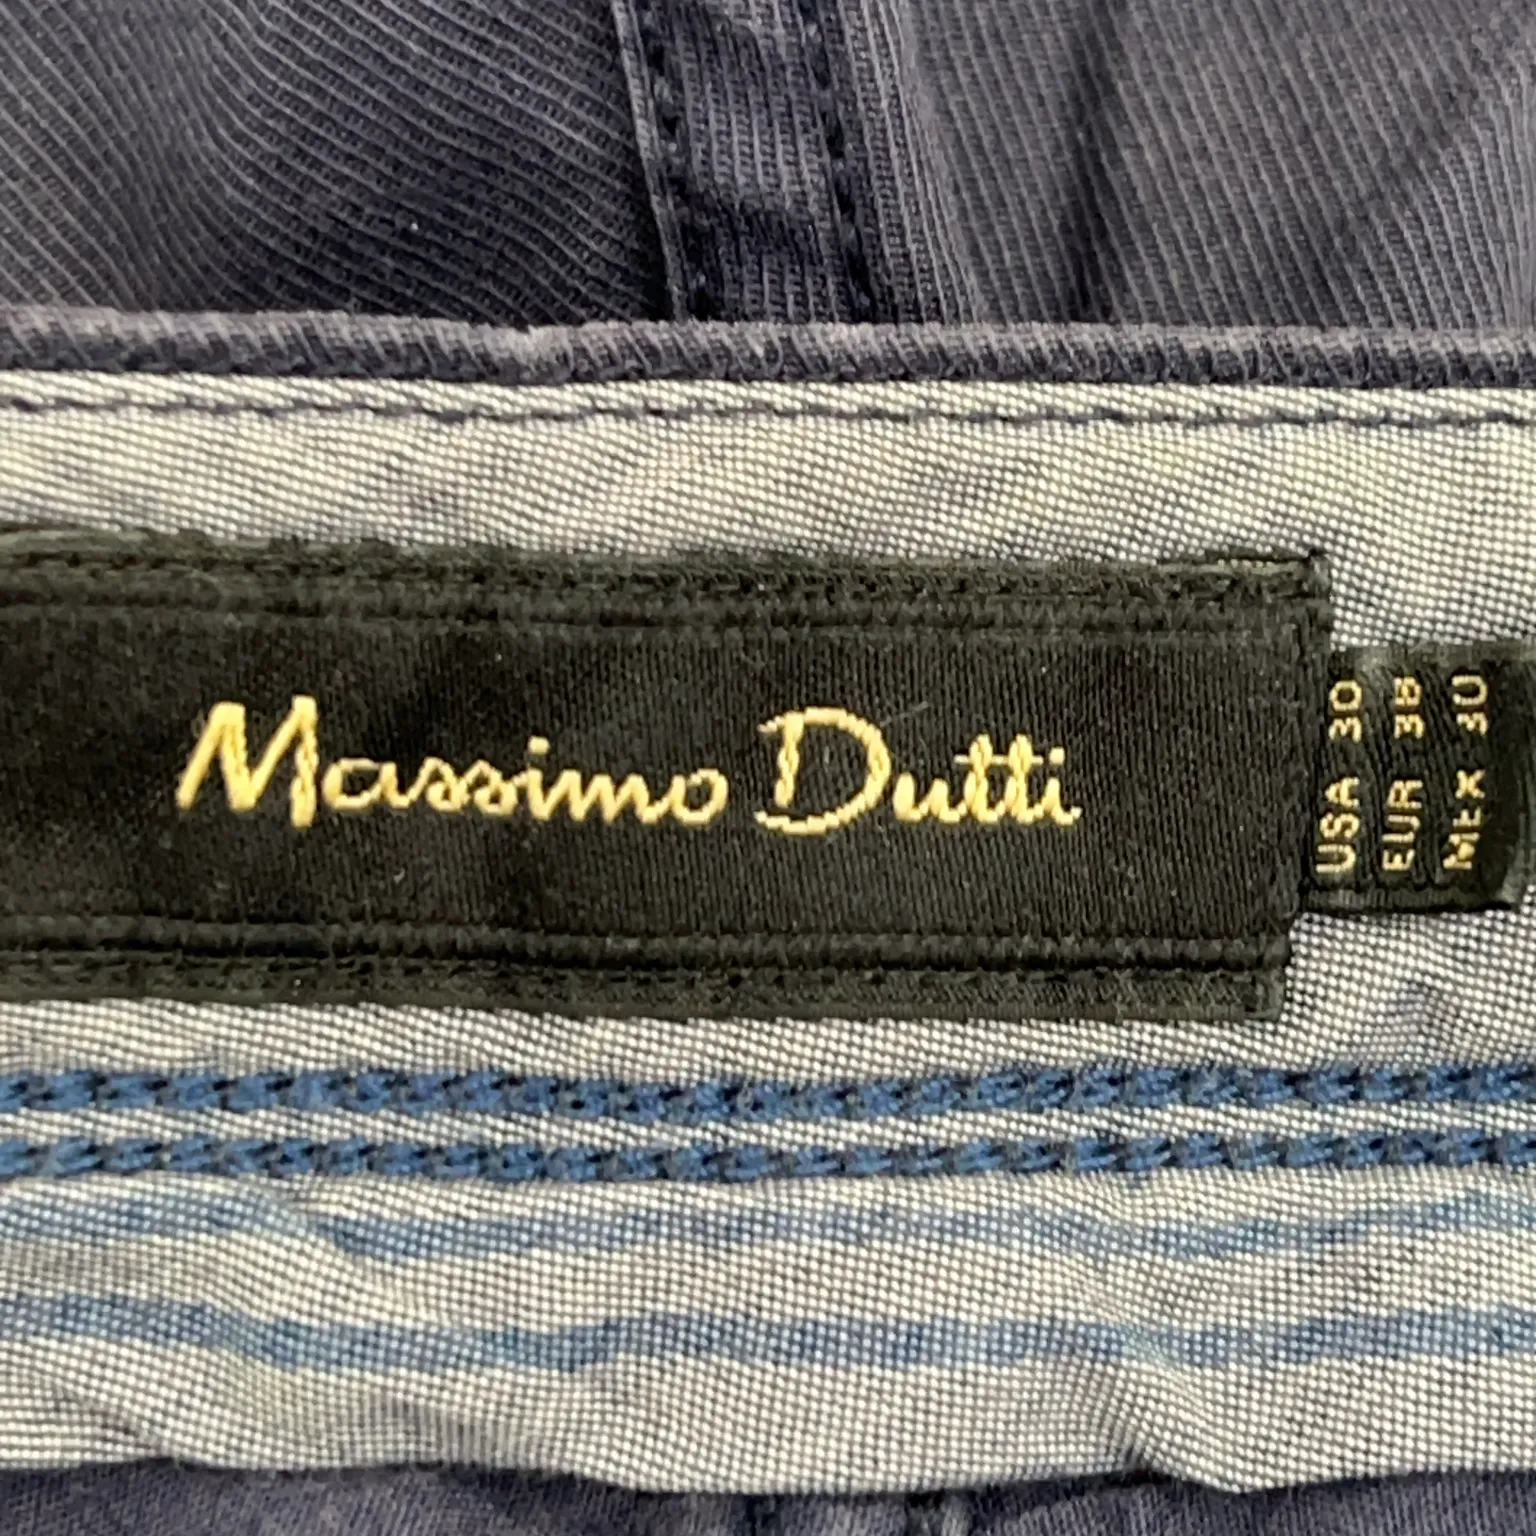 Massimo Dutti
USA 30
EUR 38
MEX 30